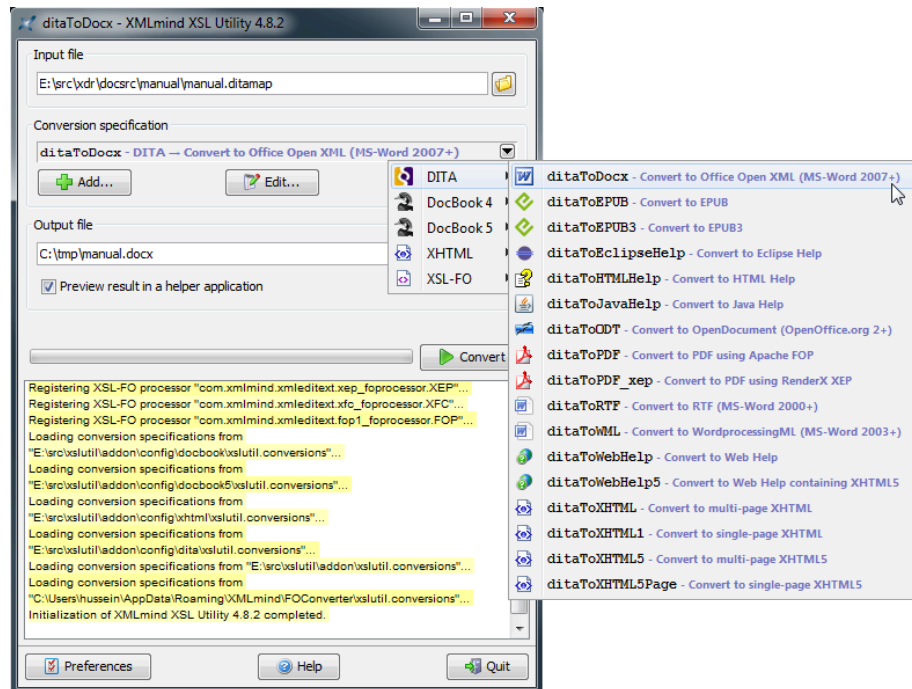 ditaToDocx - XMLmind XSL Utility 4.8.2
Input file
E:\src\xdr\docsrc\manual\manual.ditamap
Conversion specification
ditaToDocx - DITA → Convert to Office Open XML (MS-Word 2007+)
Add...
Edit...
Output file
C:\tmp\manual.docx
Preview result in a helper application
Convert
DITA
DocBook 4
DocBook 5
XHTML
XSL-FO
ditaToDocx - Convert to Office Open XML (MS-Word 2007+)
ditaToEPUB - Convert to EPUB
ditaToEPUB3 - Convert to EPUB3
ditaToEclipseHelp - Convert to Eclipse Help
ditaToHTMLHelp - Convert to HTML Help
ditaToJavaHelp - Convert to Java Help
ditaToODT - Convert to OpenDocument (OpenOffice.org 2+)
ditaToPDF - Convert to PDF using Apache FOP
ditaToPDF_xep - Convert to PDF using RenderX XEP
ditaToRTF - Convert to RTF (MS-Word 2000+)
ditaToWML - Convert to WordprocessingML (MS-Word 2003+)
ditaToWebHelp - Convert to Web Help
ditaToWebHelp5 - Convert to Web Help containing XHTML5
ditaToXHTML - Convert to multi-page XHTML
ditaToXHTML1 - Convert to single-page XHTML
ditaToXHTML5 - Convert to multi-page XHTML5
ditaToXHTML5Page - Convert to single-page XHTML5
Registering XSL-FO processor "com.xmlmind.xmleditext.xep_foprocessor.XEP"...
Registering XSL-FO processor "com.xmlmind.xmleditext.xfc_foprocessor.XFC"...
Registering XSL-FO processor "com.xmlmind.xmleditext.fop1_foprocessor.FOP"...
Loading conversion specifications from
"E:\src\xslutil\addon\config\docbook\xslutil.conversions"...
Loading conversion specifications from
"E:\src\xslutil\addon\config\docbook5\xslutil.conversions"...
Loading conversion specifications from
"E:\src\xslutil\addon\config\xhtml\xslutil.conversions"...
Loading conversion specifications from
"E:\src\xslutil\addon\config\dita\xslutil.conversions"...
Loading conversion specifications from "E:\src\xslutil\addon\xslutil.conversions"...
Loading conversion specifications from
"C:\Users\hussein\AppData\Roaming\XMLmind\FOConverter\xslutil.conversions"...
Initialization of XMLmind XSL Utility 4.8.2 completed.
Preferences
Help
Quit